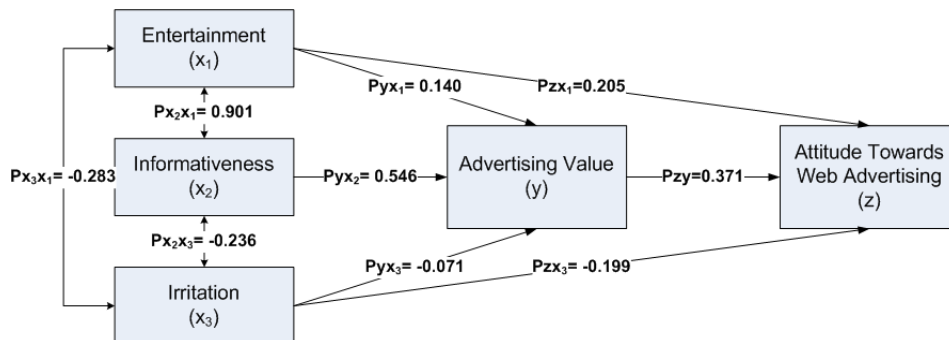 Entertainment
(x₁)
Pyx₁= 0.140
Pzx₁=0.205
Px₂x₁= 0.901
Px₃x₁= -0.283
Informativeness
(x₂)
Pyx₂= 0.546
Advertising Value
(y)
Pzy=0.371
Attitude Towards
Web Advertising
(z)
Px₂x₃= -0.236
Irritation
(x₃)
Pyx₃= -0.071
Pzx₃= -0.199